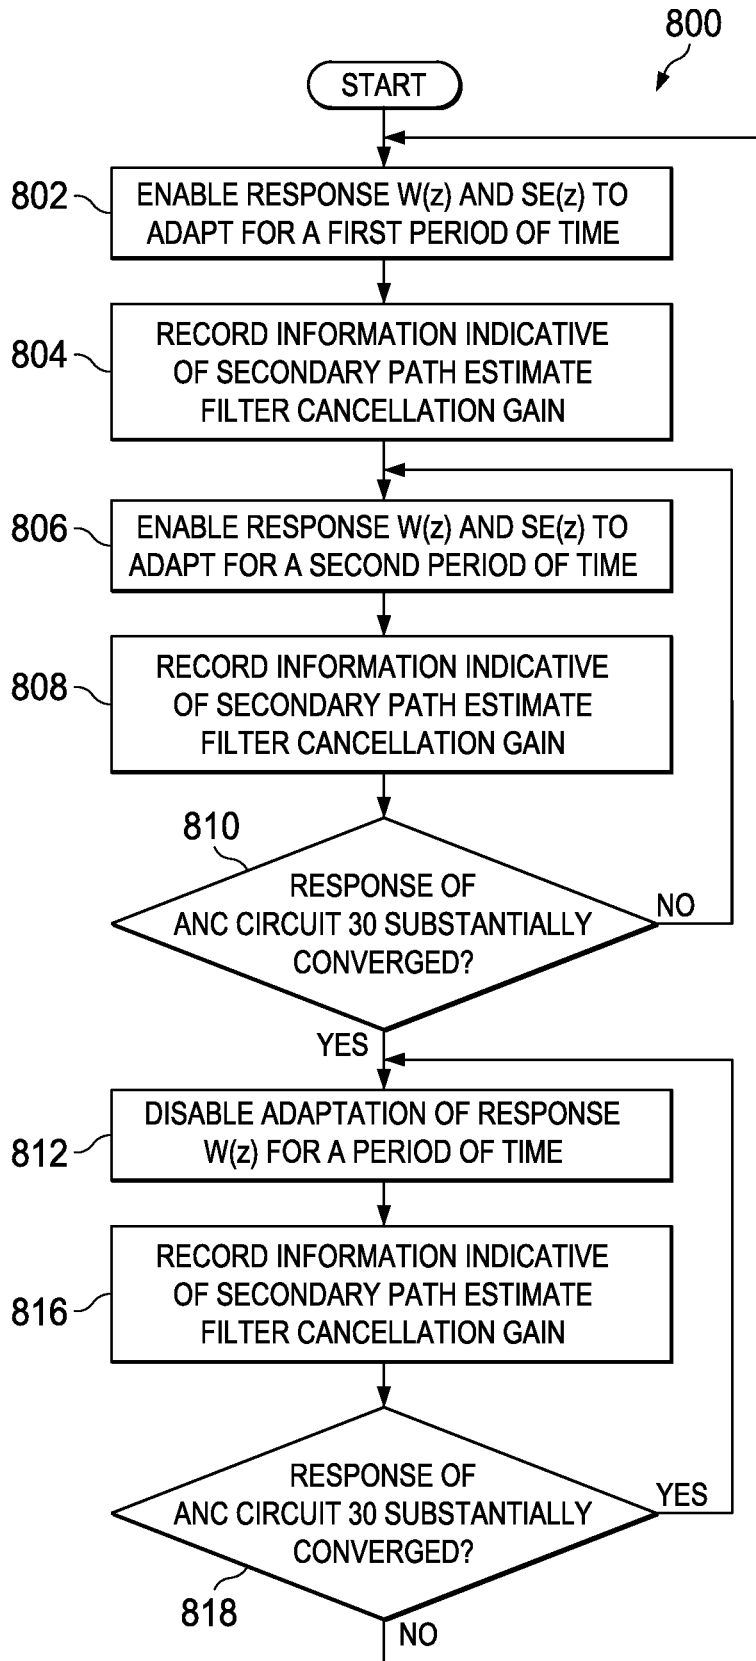 800
START
802
ENABLE RESPONSE W(z) AND SE(z) TO
ADAPT FOR A FIRST PERIOD OF TIME
804
RECORD INFORMATION INDICATIVE
OF SECONDARY PATH ESTIMATE
FILTER CANCELLATION GAIN
806
ENABLE RESPONSE W(z) AND SE(z) TO
ADAPT FOR A SECOND PERIOD OF TIME
808
RECORD INFORMATION INDICATIVE
OF SECONDARY PATH ESTIMATE
FILTER CANCELLATION GAIN
810
RESPONSE OF
ANC CIRCUIT 30 SUBSTANTIALLY
CONVERGED?
NO
YES
812
DISABLE ADAPTATION OF RESPONSE
W(z) FOR A PERIOD OF TIME
816
RECORD INFORMATION INDICATIVE
OF SECONDARY PATH ESTIMATE
FILTER CANCELLATION GAIN
RESPONSE OF
ANC CIRCUIT 30 SUBSTANTIALLY
CONVERGED?
YES
818
NO